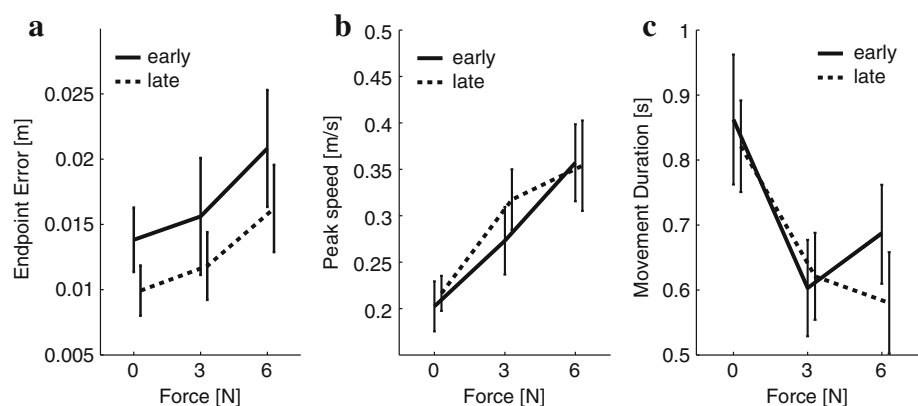 a
early
late
Endpoint Error [m]
0.025
0.02
0.015
0.01
0.005
0 3 6
Force [N]
b
early
late
Peak speed [m/s]
0.5
0.45
0.4
0.35
0.3
0.25
0.2
0 3 6
Force [N]
c
early
late
Movement Duration [s]
1
0.9
0.8
0.7
0.6
0.5
0 3 6
Force [N]